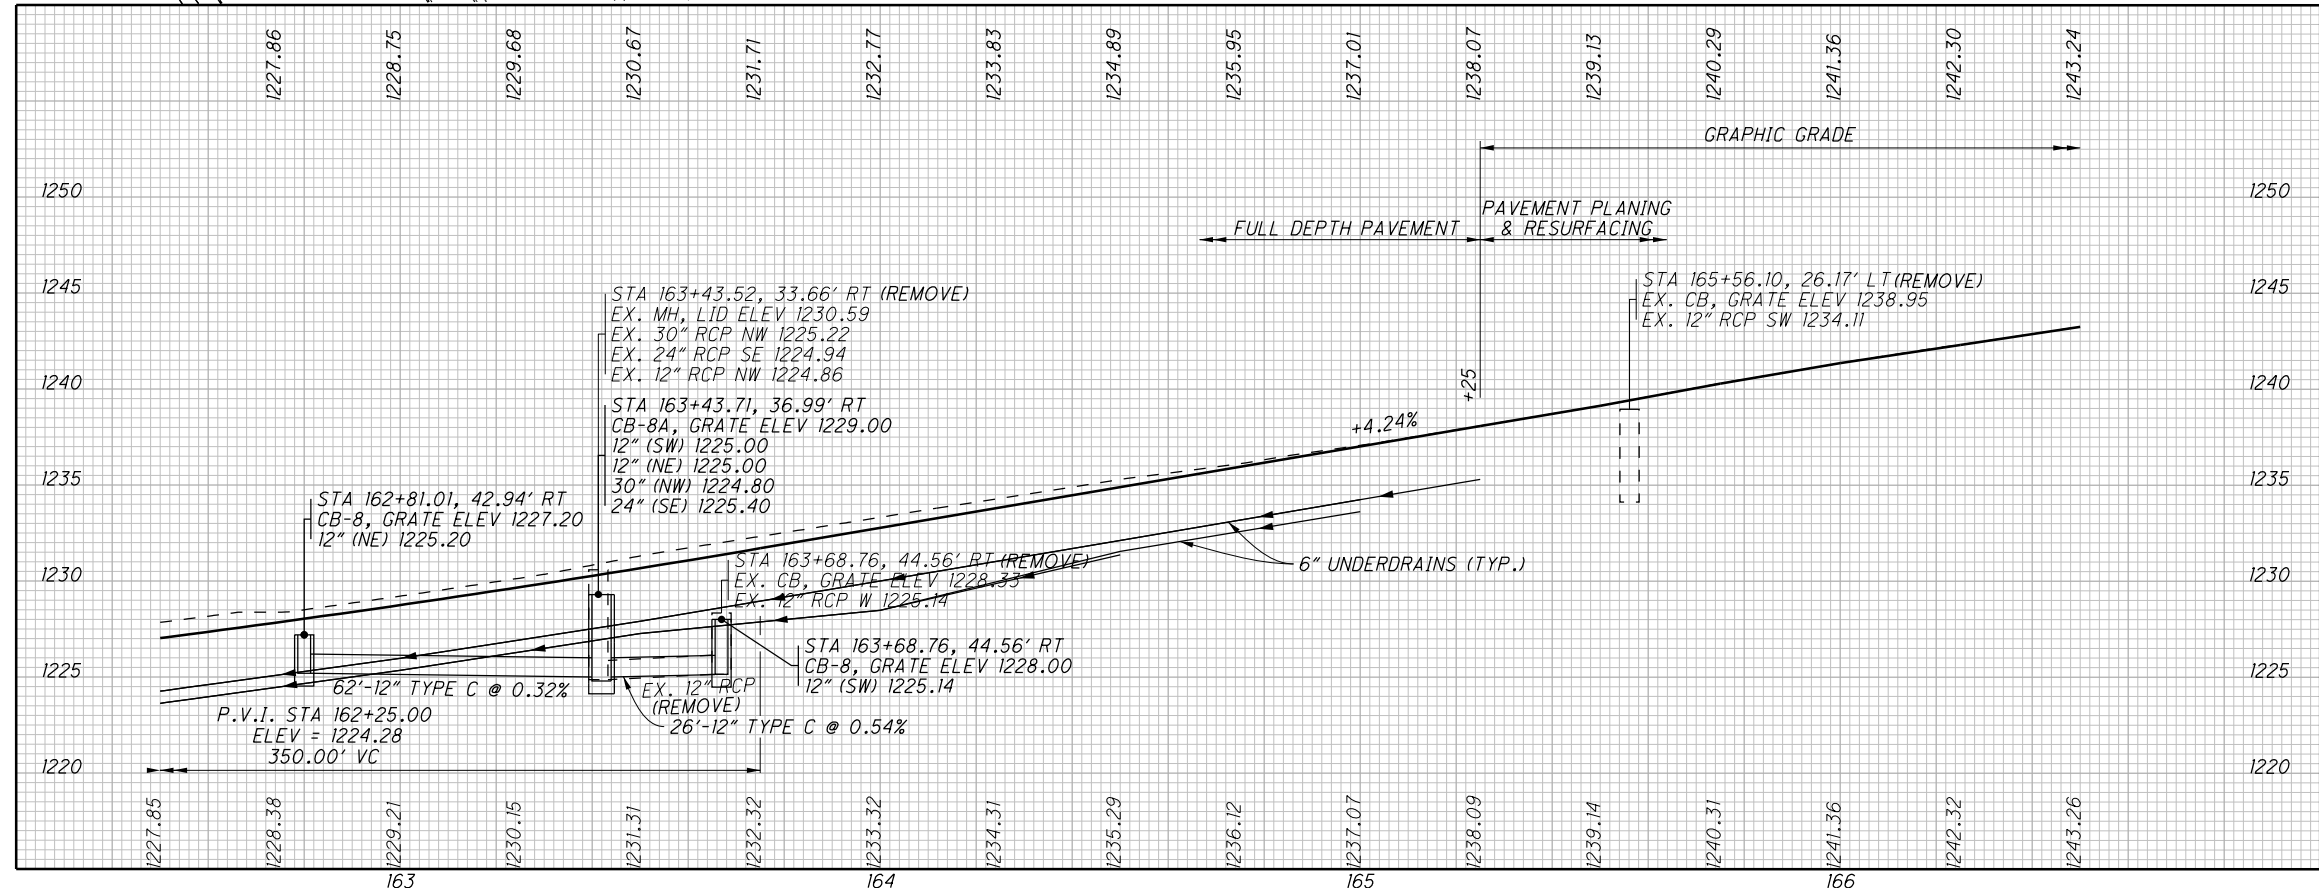 1227.86 1228.75 1229.68 1230.67 1231.71 1232.77 1233.83 1234.89 1235.95 1237.01 1238.07 1239.13 1240.29 1241.36 1242.30 1243.24
GRAPHIC GRADE
1250 1250
PAVEMENT PLANING
& RESURFACING
FULL DEPTH PAVEMENT
1245 1245
STA 165+56.10, 26.17' LT (REMOVE)
EX. CB, GRATE ELEV 1238.95
EX. 12" RCP SW 1234.11
STA 163+43.52, 33.66' RT (REMOVE)
EX. MH, LID ELEV 1230.59
EX. 30" RCP NW 1225.22
EX. 24" RCP SE 1224.94
EX. 12" RCP NW 1224.86
1240 1240
+25
STA 163+43.71, 36.99' RT
CB-8A, GRATE ELEV 1229.00
12" (SW) 1225.00
12" (NE) 1225.00
30" (NW) 1224.80
24" (SE) 1225.40
+4.24%
1235 1235
STA 162+81.01, 42.94' RT
CB-8, GRATE ELEV 1227.20
12" (NE) 1225.20
STA 163+68.76, 44.56' RT (REMOVE)
EX. CB, GRATE ELEV 1228.33
EX. 12" RCP W 1225.14
6" UNDERDRAINS (TYP.)
1230 1230
STA 163+68.76, 44.56' RT
CB-8, GRATE ELEV 1228.00
12" (SW) 1225.14
1225 1225
62'-12" TYPE C @ 0.32%
EX. 12" RCP
(REMOVE)
26'-12" TYPE C @ 0.54%
P.V.I. STA 162+25.00
ELEV = 1224.28
350.00' VC
1220 1220
1227.85 1228.38 1229.21 1230.15 1231.31 1232.32 1233.32 1234.31 1235.29 1236.12 1237.07 1238.09 1239.14 1240.31 1241.36 1242.32 1243.26
163 164 165 166